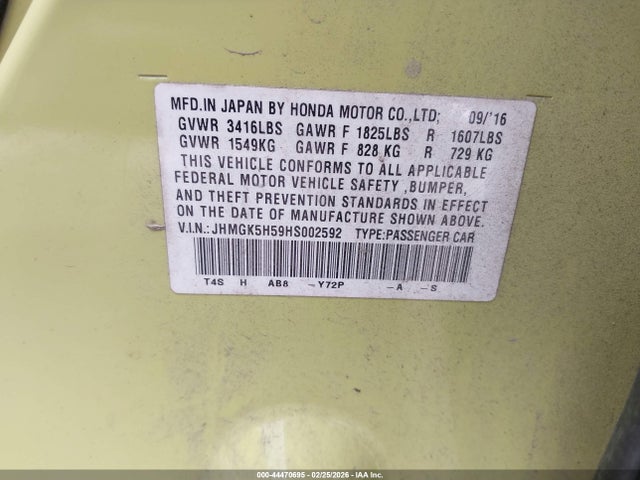 MFD.IN JAPAN BY HONDA MOTOR CO.,LTD; 09/'16
GVWR 3416LBS GAWR F 1825LBS R 1607LBS
GVWR 1549KG GAWR F 828 KG R 729 KG
THIS VEHICLE CONFORMS TO ALL APPLICABLE
FEDERAL MOTOR VEHICLE SAFETY ,BUMPER,
AND THEFT PREVENTION STANDARDS IN EFFECT
ON THE DATE OF MANUFACTURE SHOWN ABOVE.
V.I.N.:JHMGK5H59HS002592 TYPE:PASSENGER CAR
T4S H AB8 -Y72P -A -S
000-44470695 - 02/25/2026 - IAA Inc.